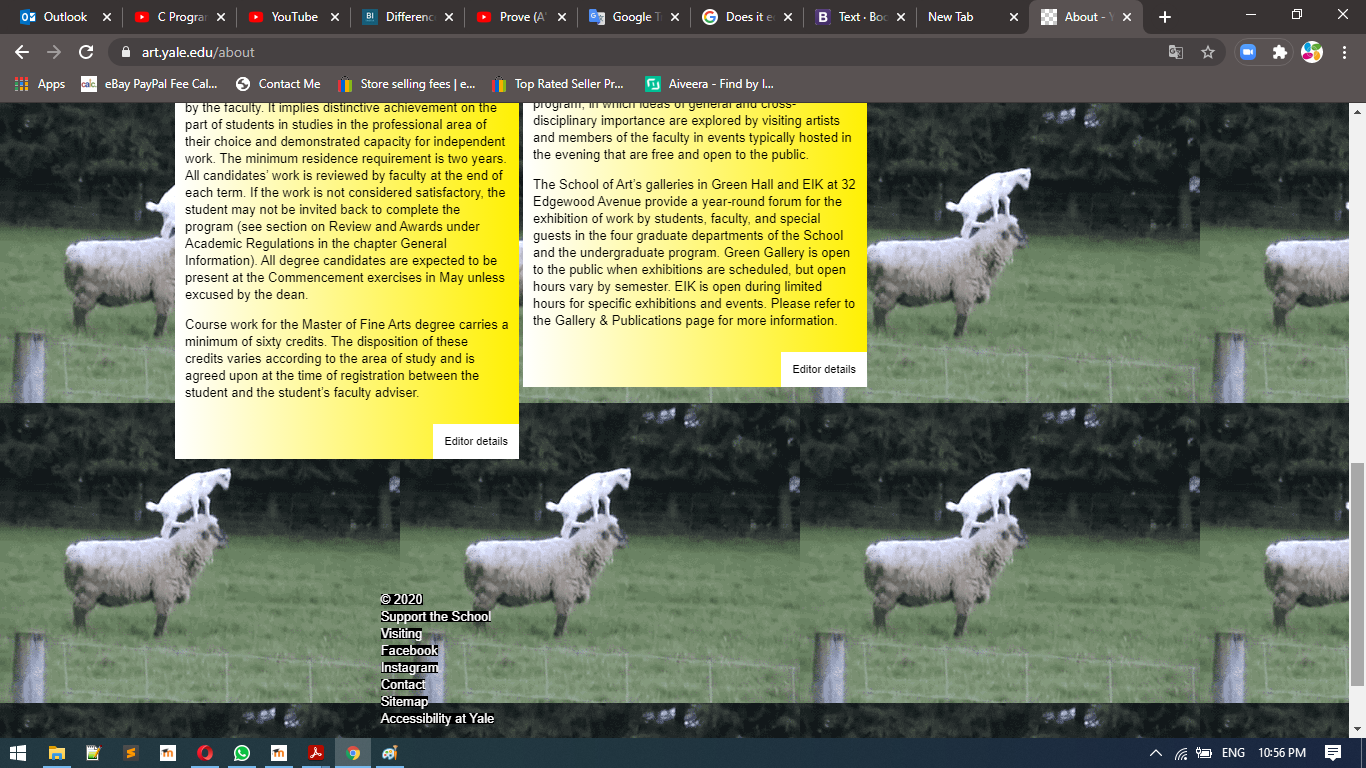 Outlook
C Progra
YouTube
Differenc
Prove (A
Google T
Does it e
Text · Boo
New Tab
About - Y
art.yale.edu/about
Apps
eBay PayPal Fee Cal...
Contact Me
Store selling fees | e...
Top Rated Seller Pr...
Aiveera - Find by I...
by the faculty. It implies distinctive achievement on the
part of students in studies in the professional area of
their choice and demonstrated capacity for independent
work. The minimum residence requirement is two years.
All candidates’ work is reviewed by faculty at the end of
each term. If the work is not considered satisfactory, the
student may not be invited back to complete the
program (see section on Review and Awards under
Academic Regulations in the chapter General
Information). All degree candidates are expected to be
present at the Commencement exercises in May unless
excused by the dean.
Course work for the Master of Fine Arts degree carries a
minimum of sixty credits. The disposition of these
credits varies according to the area of study and is
agreed upon at the time of registration between the
student and the student’s faculty adviser.
Editor details
program, in which ideas of general and cross-
disciplinary importance are explored by visiting artists
and members of the faculty in events typically hosted in
the evening that are free and open to the public.
The School of Art’s galleries in Green Hall and EIK at 32
Edgewood Avenue provide a year-round forum for the
exhibition of work by students, faculty, and special
guests in the four graduate departments of the School
and the undergraduate program. Green Gallery is open
to the public when exhibitions are scheduled, but open
hours vary by semester. EIK is open during limited
hours for specific exhibitions and events. Please refer to
the Gallery & Publications page for more information.
Editor details
© 2020
Support the School
Visiting
Facebook
Instagram
Contact
Sitemap
Accessibility at Yale
ENG
10:56 PM